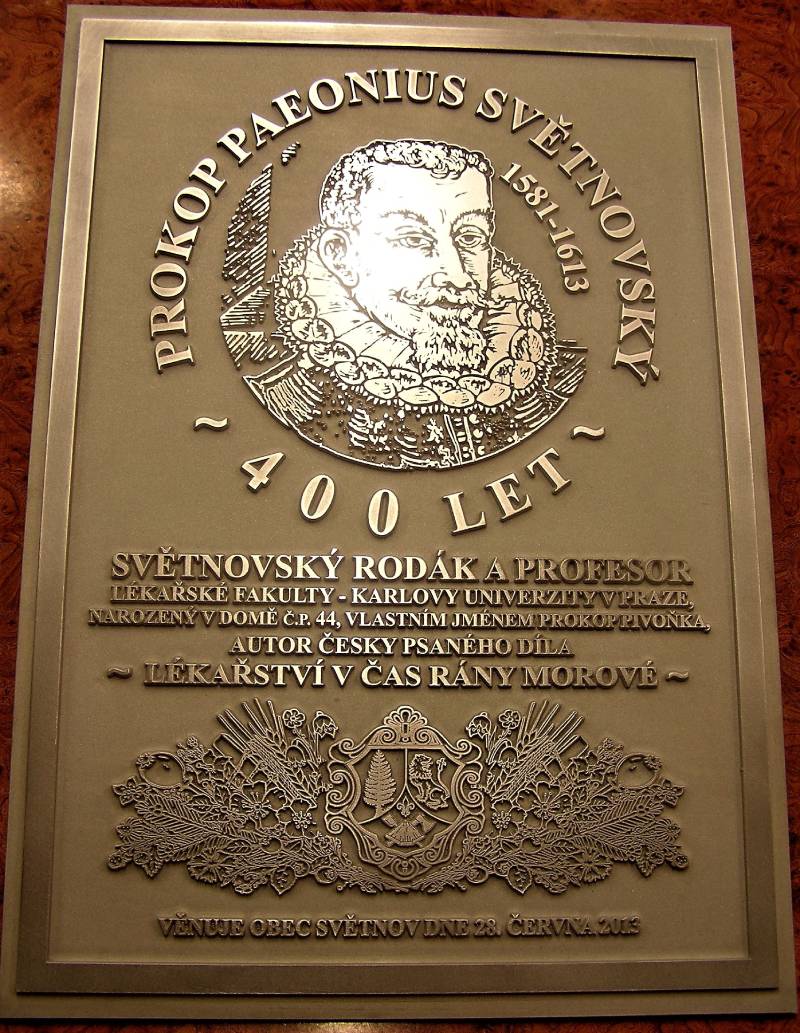 PROKOP PAEONIUS SVĚTNOVSKÝ
1581-1613
~ 400 LET ~
SVĚTNOVSKÝ RODÁK A PROFESOR
LÉKAŘSKÉ FAKULTY - KARLOVY UNIVERZITY V PRAZE,
NAROZENÝ V DOMĚ Č.P. 44, VLASTNÍM JMÉNEM PROKOP PIVOŇKA,
AUTOR ČESKY PSANÉHO DÍLA
~ LÉKAŘSTVÍ V ČAS RÁNY MOROVÉ ~
VĚNUJE OBEC SVĚTNOV DNE 28. ČERVNA 2013